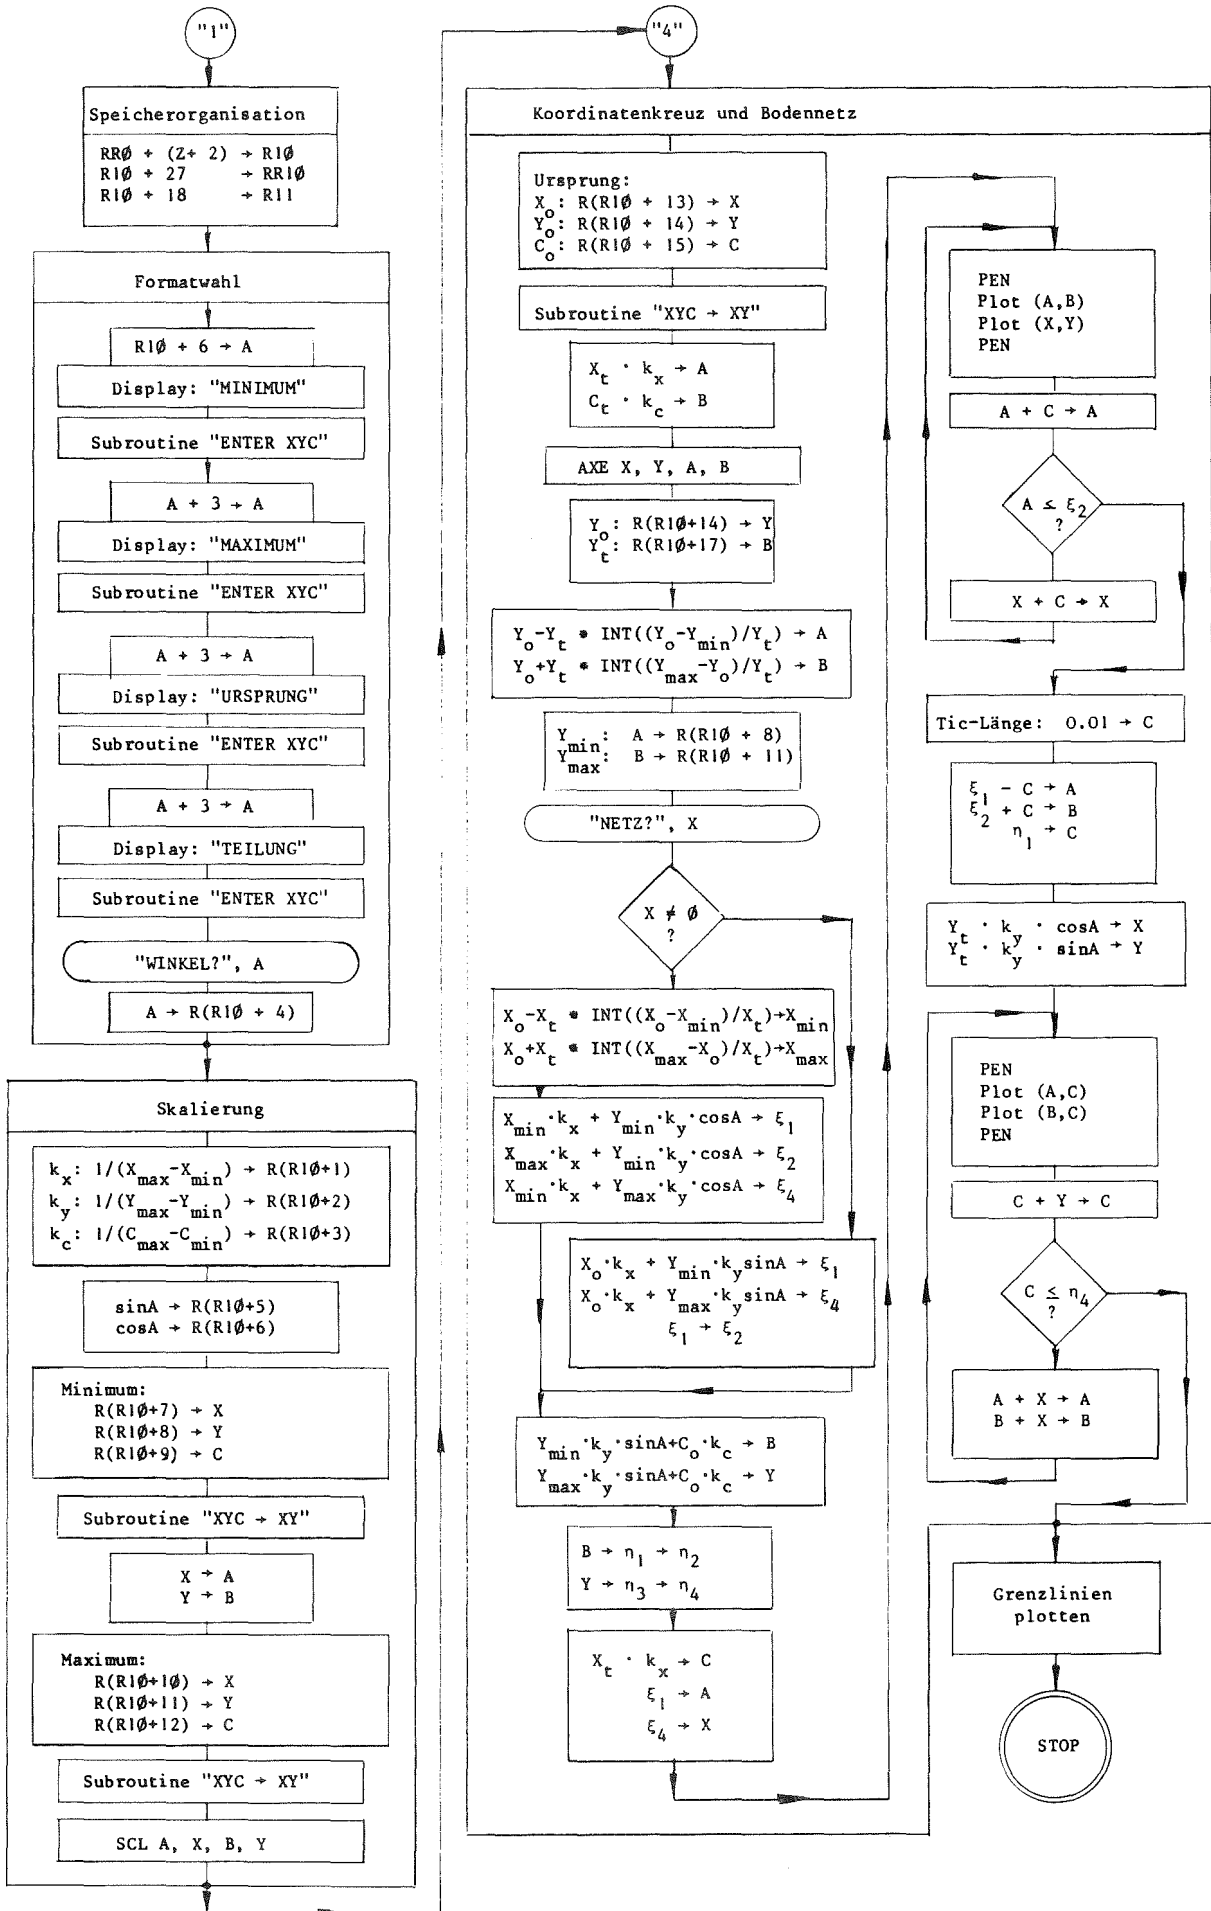 "1"
Speicherorganisation
RRØ + (Z+ 2) → R1Ø
R1Ø + 27 → RR1Ø
R1Ø + 18 → R11
Formatwahl
R1Ø + 6 → A
Display: "MINIMUM"
Subroutine "ENTER XYC"
A + 3 → A
Display: "MAXIMUM"
Subroutine "ENTER XYC"
A + 3 → A
Display: "URSPRUNG"
Subroutine "ENTER XYC"
A + 3 → A
Display: "TEILUNG"
Subroutine "ENTER XYC"
"WINKEL?", A
A → R(R1Ø + 4)
Skalierung
k_x: 1/(X_max-X_min) → R(R1Ø+1)
k_y: 1/(Y_max-Y_min) → R(R1Ø+2)
k_c: 1/(C_max-C_min) → R(R1Ø+3)
sinA → R(R1Ø+5)
cosA → R(R1Ø+6)
Minimum:
R(R1Ø+7) → X
R(R1Ø+8) → Y
R(R1Ø+9) → C
Subroutine "XYC → XY"
X → A
Y → B
Maximum:
R(R1Ø+1Ø) → X
R(R1Ø+11) → Y
R(R1Ø+12) → C
Subroutine "XYC → XY"
SCL A, X, B, Y
"4"
Koordinatenkreuz und Bodennetz
Ursprung:
X_o: R(R1Ø + 13) → X
Y_o: R(R1Ø + 14) → Y
C_o: R(R1Ø + 15) → C
Subroutine "XYC → XY"
X_t · k_x → A
C_t · k_c → B
AXE X, Y, A, B
Y_o: R(R1Ø+14) → Y
Y_t: R(R1Ø+17) → B
Y_o-Y_t * INT((Y_o-Y_min)/Y_t) → A
Y_o+Y_t * INT((Y_max-Y_o)/Y_t) → B
Y_min: A → R(R1Ø + 8)
Y_max: B → R(R1Ø + 11)
"NETZ?", X
X ≠ Ø
?
X_o-X_t * INT((X_o-X_min)/X_t)→X_min
X_o+X_t * INT((X_max-X_o)/X_t)→X_max
X_min·k_x + Y_min·k_y·cosA → ξ_1
X_max·k_x + Y_min·k_y·cosA → ξ_2
X_min·k_x + Y_max·k_y·cosA → ξ_4
X_o·k_x + Y_min·k_y sinA → ξ_1
X_o·k_x + Y_max·k_y sinA → ξ_4
ξ_1 → ξ_2
Y_min·k_y·sinA+C_o·k_c → B
Y_max·k_y·sinA+C_o·k_c → Y
B → η_1 → η_2
Y → η_3 → η_4
X_t · k_x → C
ξ_1 → A
ξ_4 → X
PEN
Plot (A,B)
Plot (X,Y)
PEN
A + C → A
A ≤ ξ_2
?
X + C → X
Tic-Länge: 0.01 → C
ξ_1 - C → A
ξ_2 + C → B
η_1 → C
Y_t · k_y · cosA → X
Y_t · k_y · sinA → Y
PEN
Plot (A,C)
Plot (B,C)
PEN
C + Y → C
C ≤ η_4
?
A + X → A
B + X → B
Grenzlinien
plotten
STOP